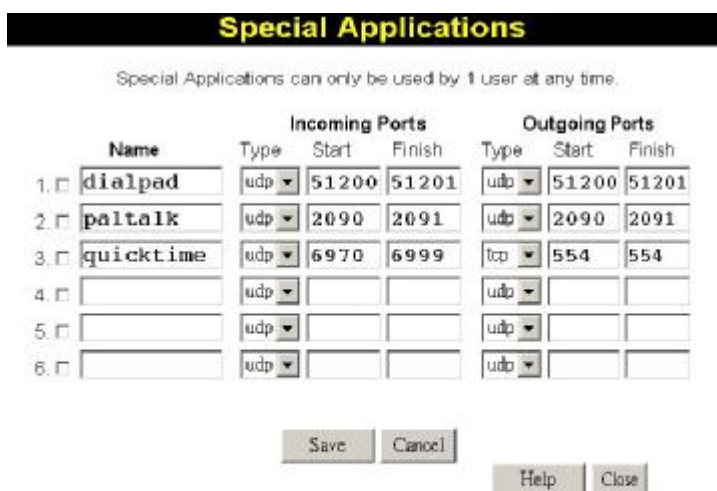 Special Applications
Special Applications can only be used by 1 user at any time.
Incoming Ports Outgoing Ports
Name Type Start Finish Type Start Finish
1. dialpad udp 51200 51201 udp 51200 51201
2. paltalk udp 2090 2091 udp 2090 2091
3. quicktime udp 6970 6999 tcp 554 554
4. udp udp
5. udp udp
6. udp udp
Save Cancel
Help Close